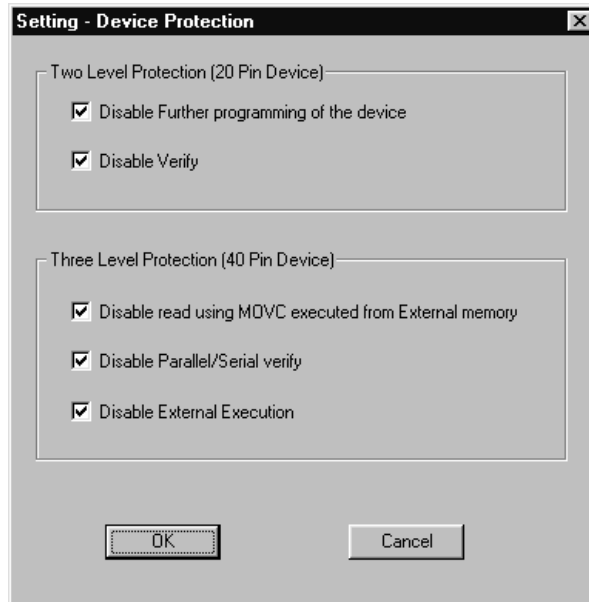 Setting - Device Protection
Two Level Protection (20 Pin Device)
Disable Further programming of the device
Disable Verify
Three Level Protection (40 Pin Device)
Disable read using MOVC executed from External memory
Disable Parallel/Serial verify
Disable External Execution
OK Cancel